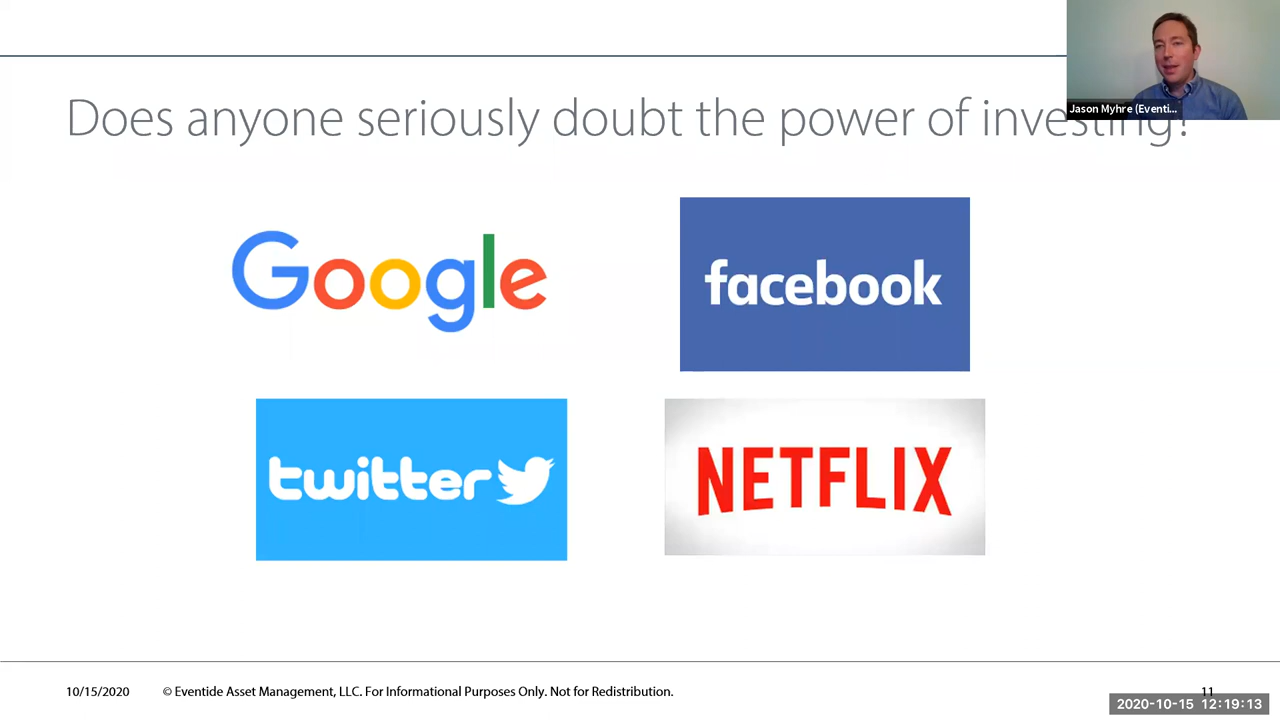 Does anyone seriously doubt the power of investing?
Jason Myhre (Eventi...
Google
facebook
twitter
NETFLIX
10/15/2020
© Eventide Asset Management, LLC. For Informational Purposes Only. Not for Redistribution.
11
2020-10-15 12:19:13